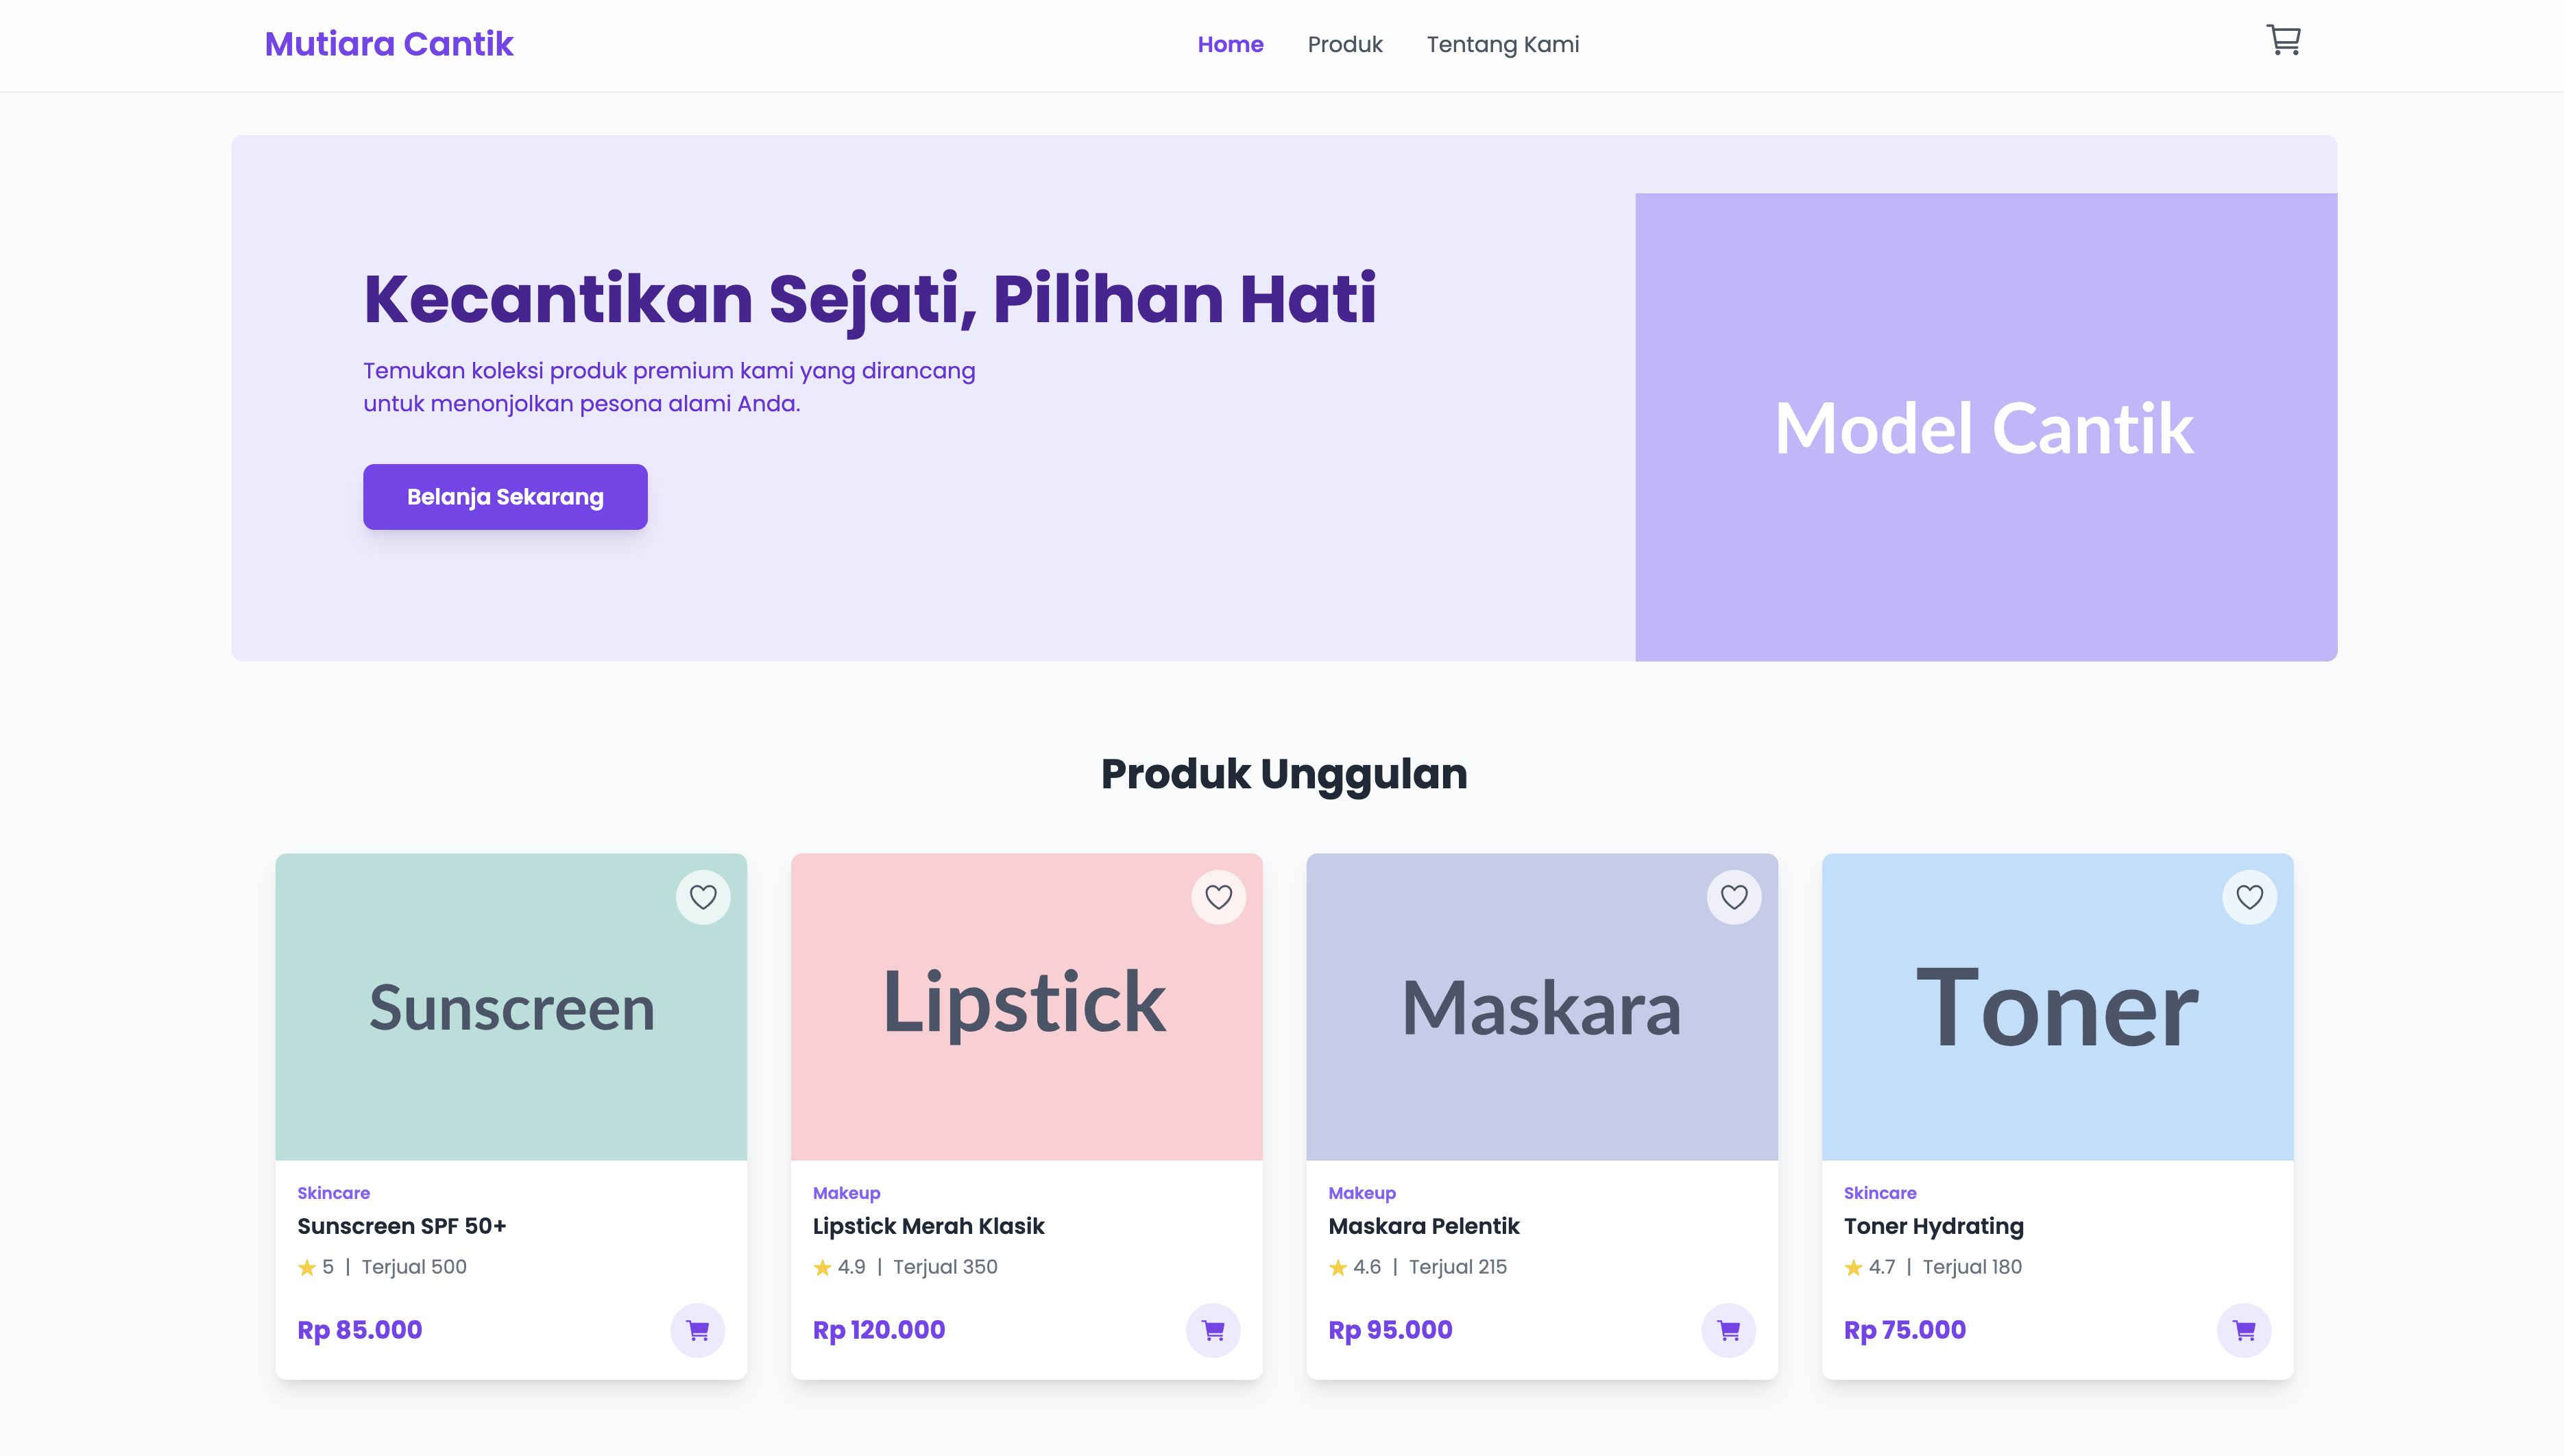 Mutiara Cantik
Home Produk Tentang Kami
Kecantikan Sejati, Pilihan Hati
Temukan koleksi produk premium kami yang dirancang
untuk menonjolkan pesona alami Anda.
Belanja Sekarang
Model Cantik
Produk Unggulan
Sunscreen
Skincare
Sunscreen SPF 50+
5 | Terjual 500
Rp 85.000
Lipstick
Makeup
Lipstick Merah Klasik
4.9 | Terjual 350
Rp 120.000
Maskara
Makeup
Maskara Pelentik
4.6 | Terjual 215
Rp 95.000
Toner
Skincare
Toner Hydrating
4.7 | Terjual 180
Rp 75.000